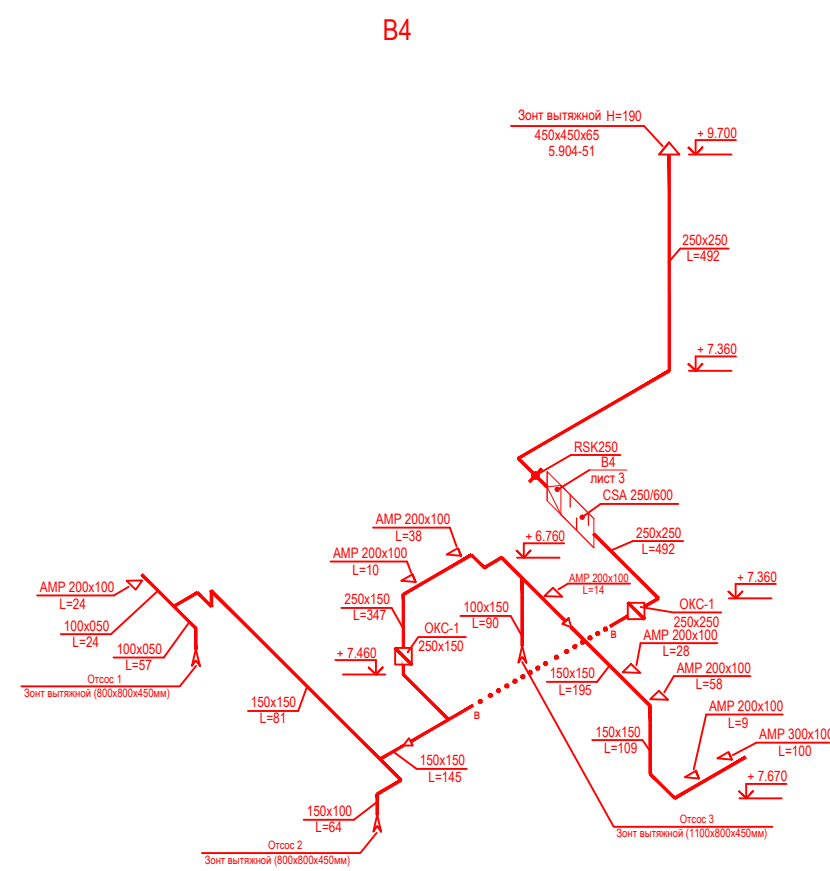 В4
Зонт вытяжной Н=190
450x450x65
5.904-51
+ 9.700
250x250
L=492
+ 7.360
RSK250
В4
лист 3
CSA 250/600
АМР 200x100
L=38
+ 6.760
250x250
L=492
АМР 200x100
L=10
АМР 200x100
L=14
+ 7.360
АМР 200x100
L=24
250x150
L=347
100x150
L=90
ОКС-1
250x250
100x050
L=24
ОКС-1
250x150
в
АМР 200x100
L=28
100x050
L=57
+ 7.460
150x150
L=195
АМР 200x100
L=58
Отсос 1
Зонт вытяжной (800x800x450мм)
150x150
L=81
в
АМР 200x100
L=9
150x150
L=109
АМР 300x100
L=100
150x150
L=145
+ 7.670
150x100
L=64
Отсос 3
Зонт вытяжной (1100x800x450мм)
Отсос 2
Зонт вытяжной (800x800x450мм)